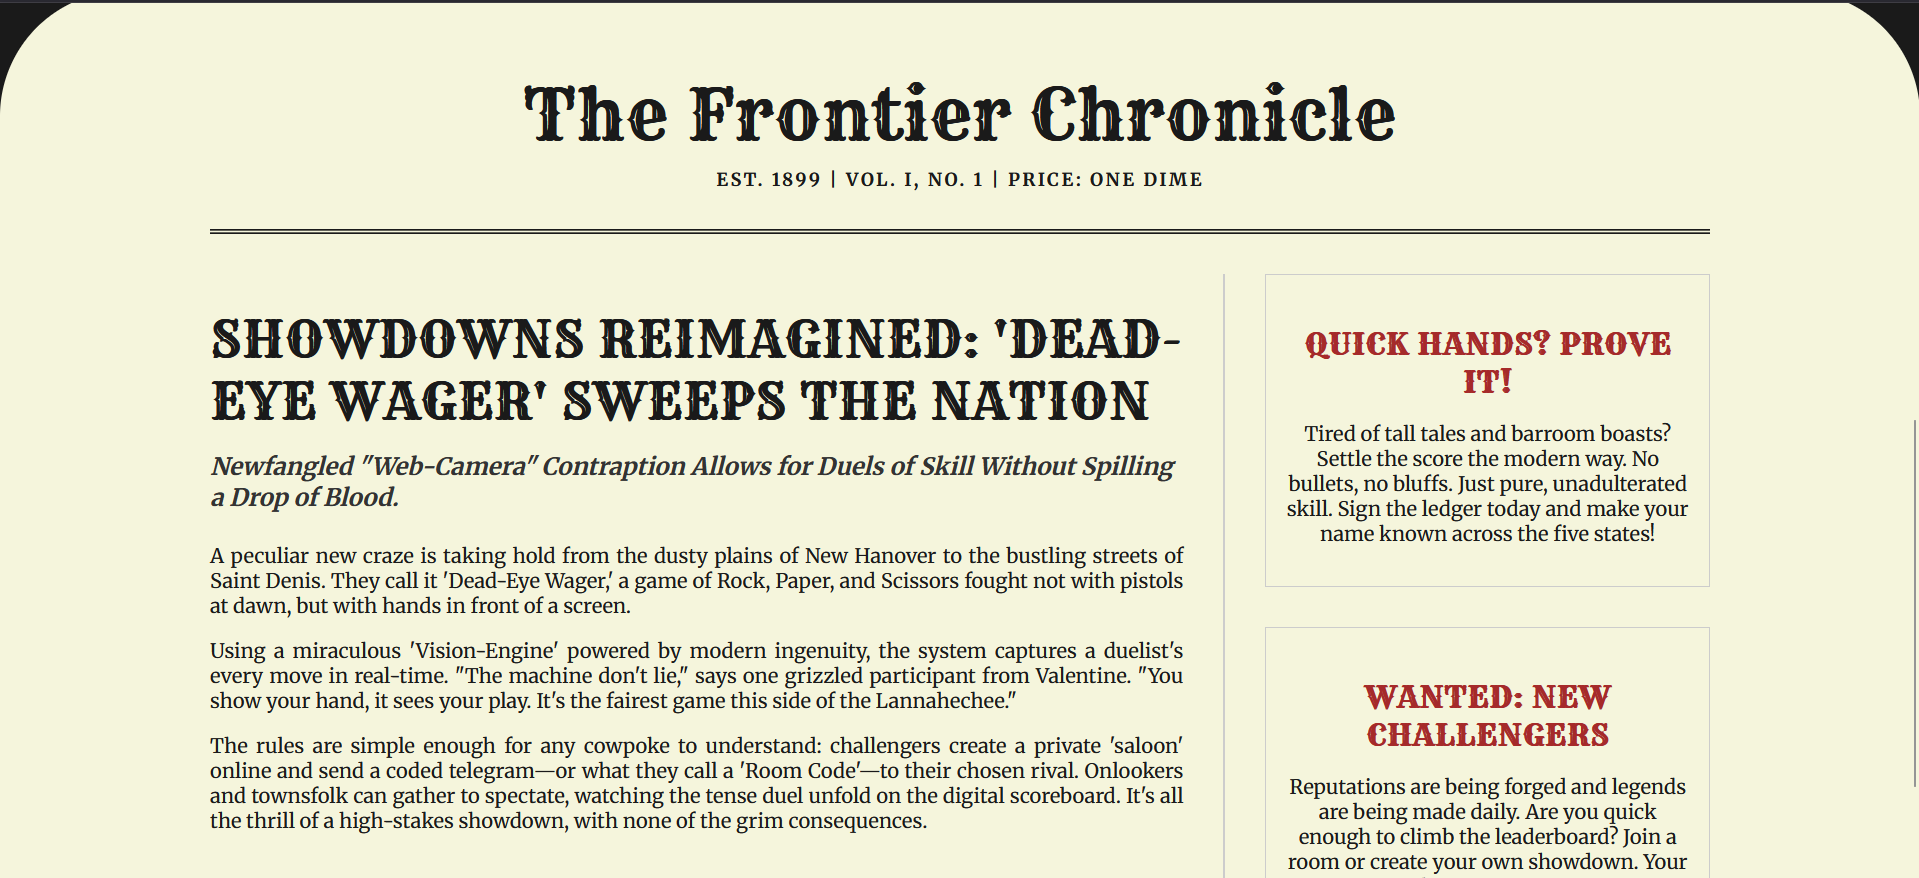 The Frontier Chronicle
EST. 1899 | VOL. I, NO. 1 | PRICE: ONE DIME
SHOWDOWNS REIMAGINED: 'DEAD-
EYE WAGER' SWEEPS THE NATION
Newfangled "Web-Camera" Contraption Allows for Duels of Skill Without Spilling
a Drop of Blood.
A peculiar new craze is taking hold from the dusty plains of New Hanover to the bustling streets of
Saint Denis. They call it 'Dead-Eye Wager,' a game of Rock, Paper, and Scissors fought not with pistols
at dawn, but with hands in front of a screen.
Using a miraculous 'Vision-Engine' powered by modern ingenuity, the system captures a duelist's
every move in real-time. "The machine don't lie," says one grizzled participant from Valentine. "You
show your hand, it sees your play. It's the fairest game this side of the Lannahechee."
The rules are simple enough for any cowpoke to understand: challengers create a private 'saloon'
online and send a coded telegram—or what they call a 'Room Code'—to their chosen rival. Onlookers
and townsfolk can gather to spectate, watching the tense duel unfold on the digital scoreboard. It's all
the thrill of a high-stakes showdown, with none of the grim consequences.
QUICK HANDS? PROVE
IT!
Tired of tall tales and barroom boasts?
Settle the score the modern way. No
bullets, no bluffs. Just pure, unadulterated
skill. Sign the ledger today and make your
name known across the five states!
WANTED: NEW
CHALLENGERS
Reputations are being forged and legends
are being made daily. Are you quick
enough to climb the leaderboard? Join a
room or create your own showdown. Your